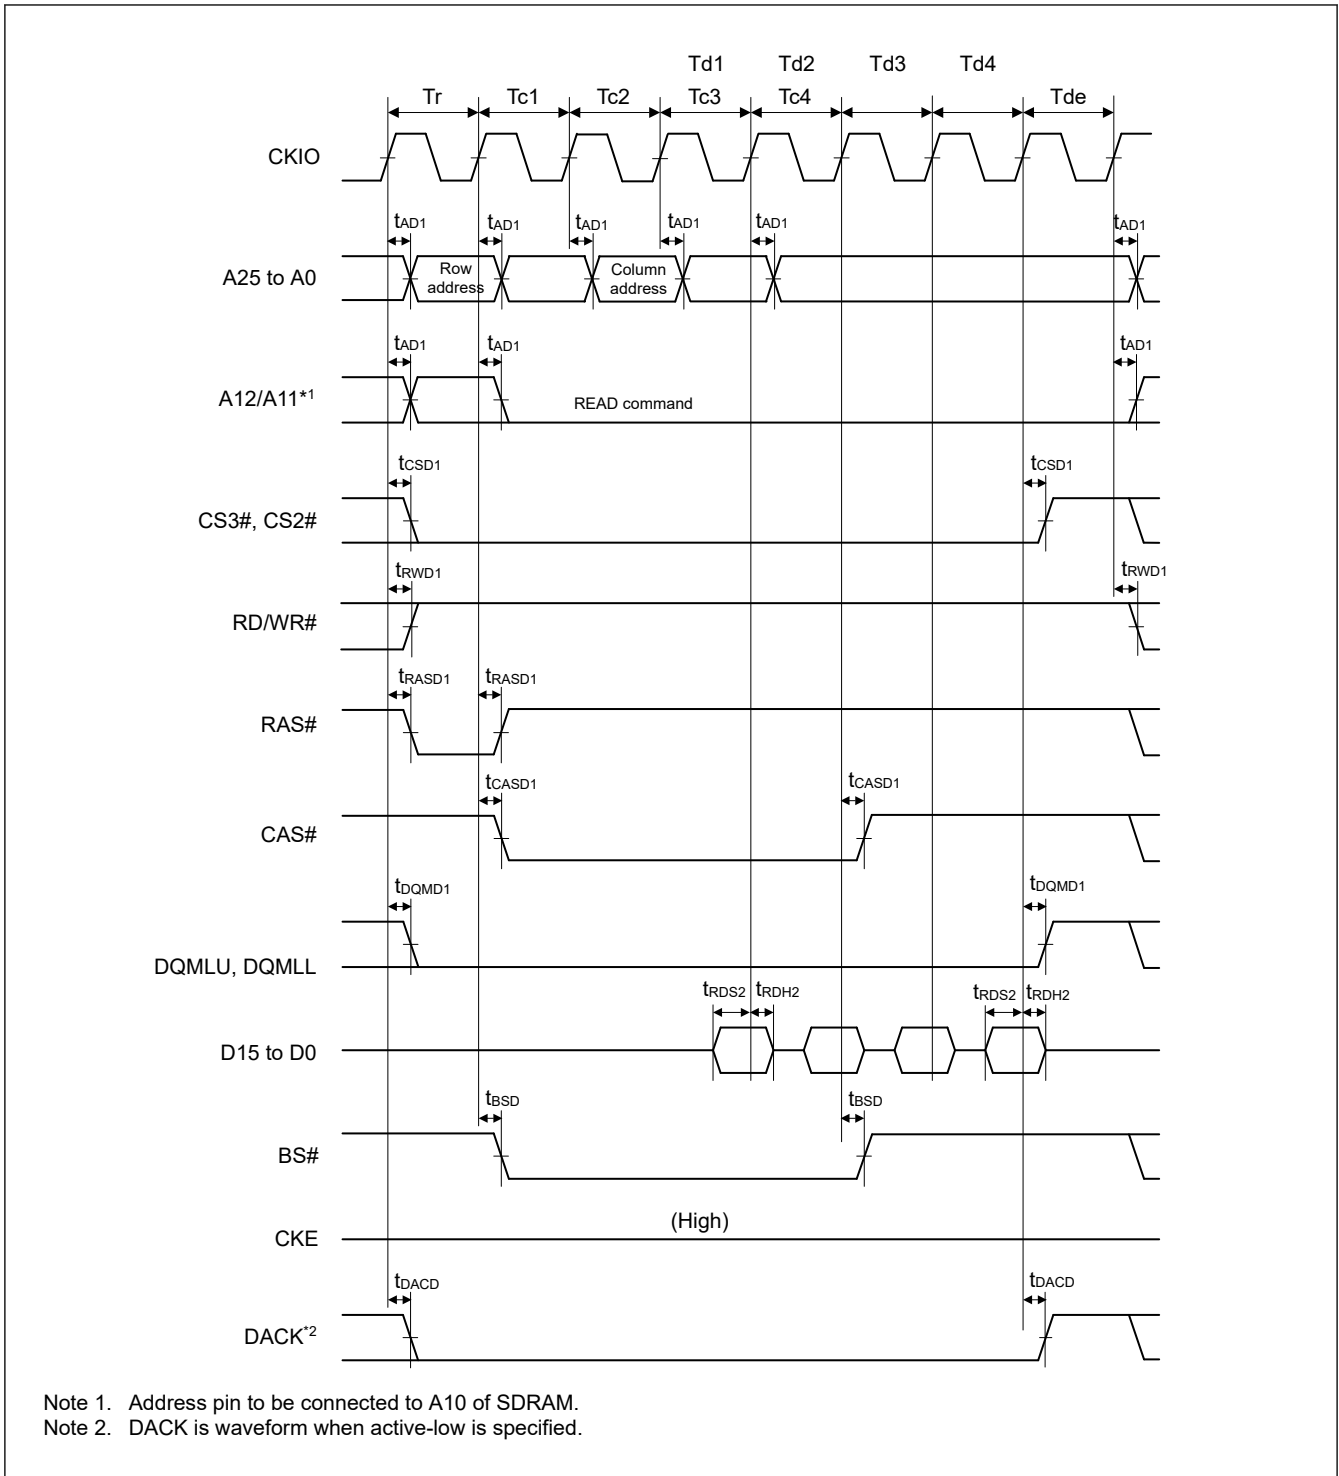 Td1 Td2 Td3 Td4
Tr Tc1 Tc2 Tc3 Tc4 Tde
CKIO
tAD1 tAD1 tAD1 tAD1 tAD1 tAD1
A25 to A0
Row address
Column address
tAD1 tAD1 tAD1
A12/A11*1
READ command
tCSD1 tCSD1
CS3#, CS2#
tRWD1 tRWD1
RD/WR#
tRASD1 tRASD1
RAS#
tCASD1 tCASD1
CAS#
tDQMD1 tDQMD1
DQMLU, DQMLL
tRDS2 tRDH2 tRDS2 tRDH2
D15 to D0
tBSD tBSD
BS#
(High)
CKE
tDACD tDACD
DACK*2
Note 1. Address pin to be connected to A10 of SDRAM.
Note 2. DACK is waveform when active-low is specified.